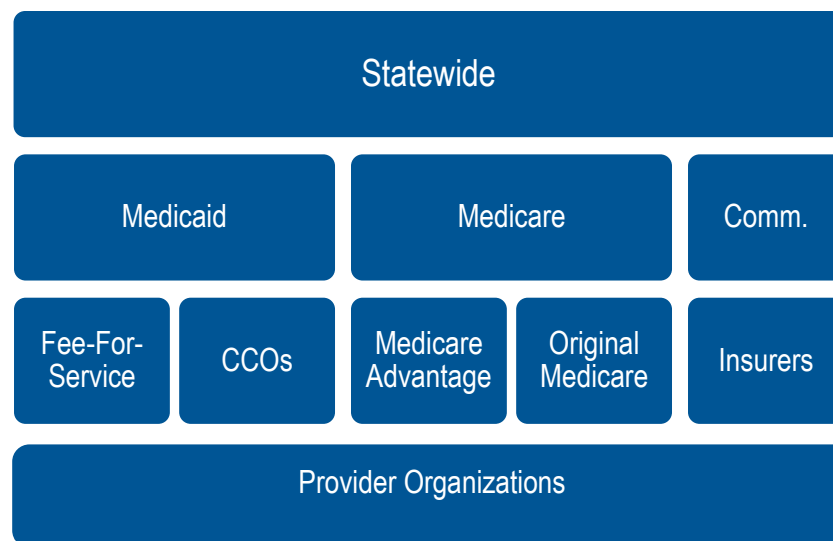 Statewide
Medicaid
Medicare
Comm.
Fee-For-
Service
CCOs
Medicare
Advantage
Original
Medicare
Insurers
Provider Organizations